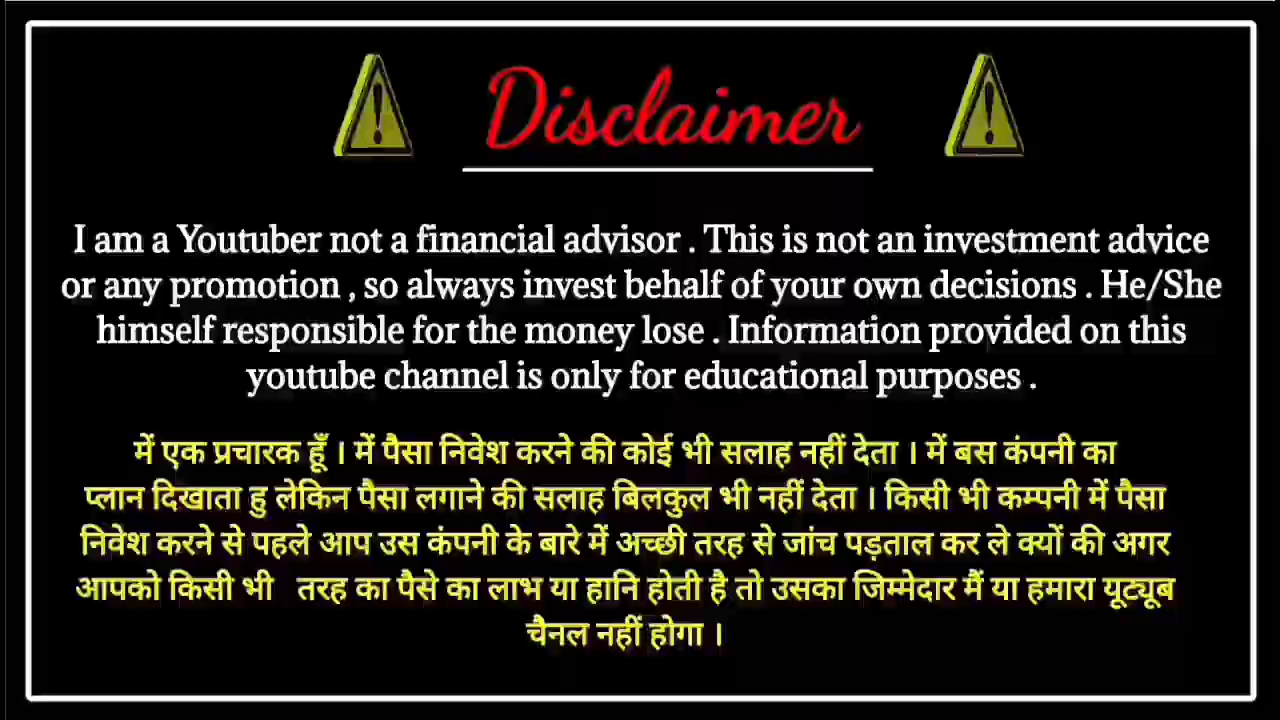 Disclaimer
I am a Youtuber not a financial advisor . This is not an investment advice
or any promotion , so always invest behalf of your own decisions . He/She
himself responsible for the money lose . Information provided on this
youtube channel is only for educational purposes .
में एक प्रचारक हूँ । में पैसा निवेश करने की कोई भी सलाह नहीं देता । में बस कंपनी का
प्लान दिखाता हु लेकिन पैसा लगाने की सलाह बिलकुल भी नहीं देता । किसी भी कम्पनी में पैसा
निवेश करने से पहले आप उस कंपनी के बारे में अच्छी तरह से जांच पड़ताल कर ले क्यों की अगर
आपको किसी भी तरह का पैसे का लाभ या हानि होती है तो उसका जिम्मेदार मैं या हमारा यूट्यूब
चैनल नहीं होगा ।